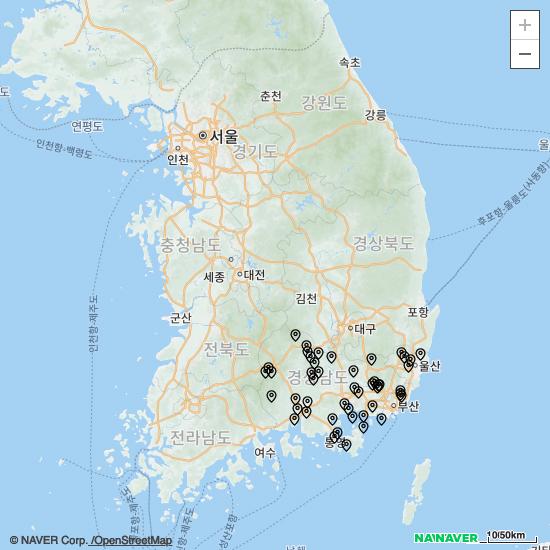 +
−
속초
춘천
강원도
강릉
도
연평도
서울
인천
경기도
인천항-백령도
울
후포항-울릉도(사동항)
충청남도
경상북도
세종
대전
김천
포항
인천항-제주도
군산
대구
전라북도
경상남도
울산
부산
전라남도
통영
여수
© NAVER Corp. /OpenStreetMap
NAVER
10/50km